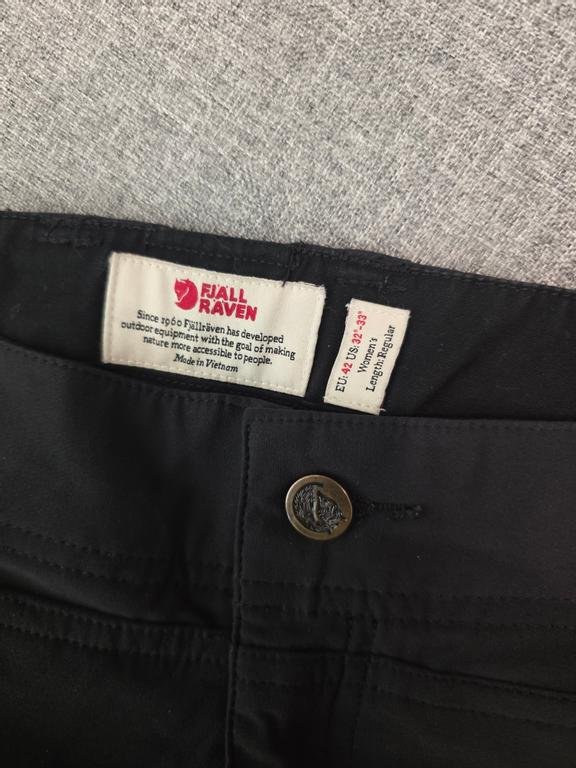 FJÄLL
RÄVEN
Since 1960 Fjällräven has developed
outdoor equipment with the goal of making
nature more accessible to people.
Made in Vietnam
EU: 42 US: 32"-33"
Women's
Length: Regular